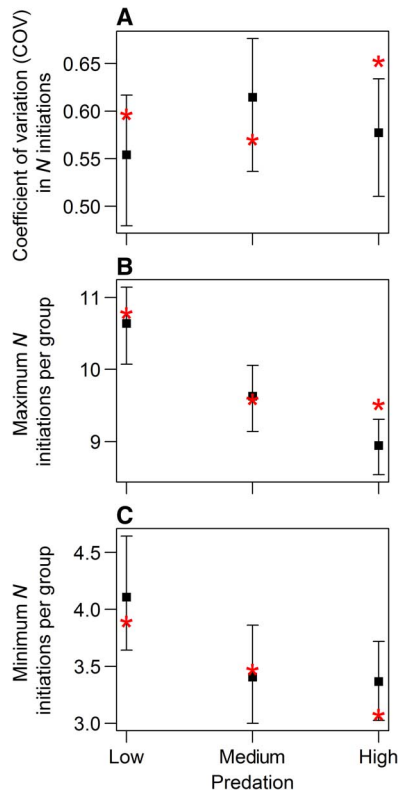 A
Coefficient of variation (COV)
in N initiations
0.65
0.60
0.55
0.50
B
Maximum N
initiations per group
11
10
9
C
Minimum N
initiations per group
4.5
4.0
3.5
3.0
Low Medium High
Predation